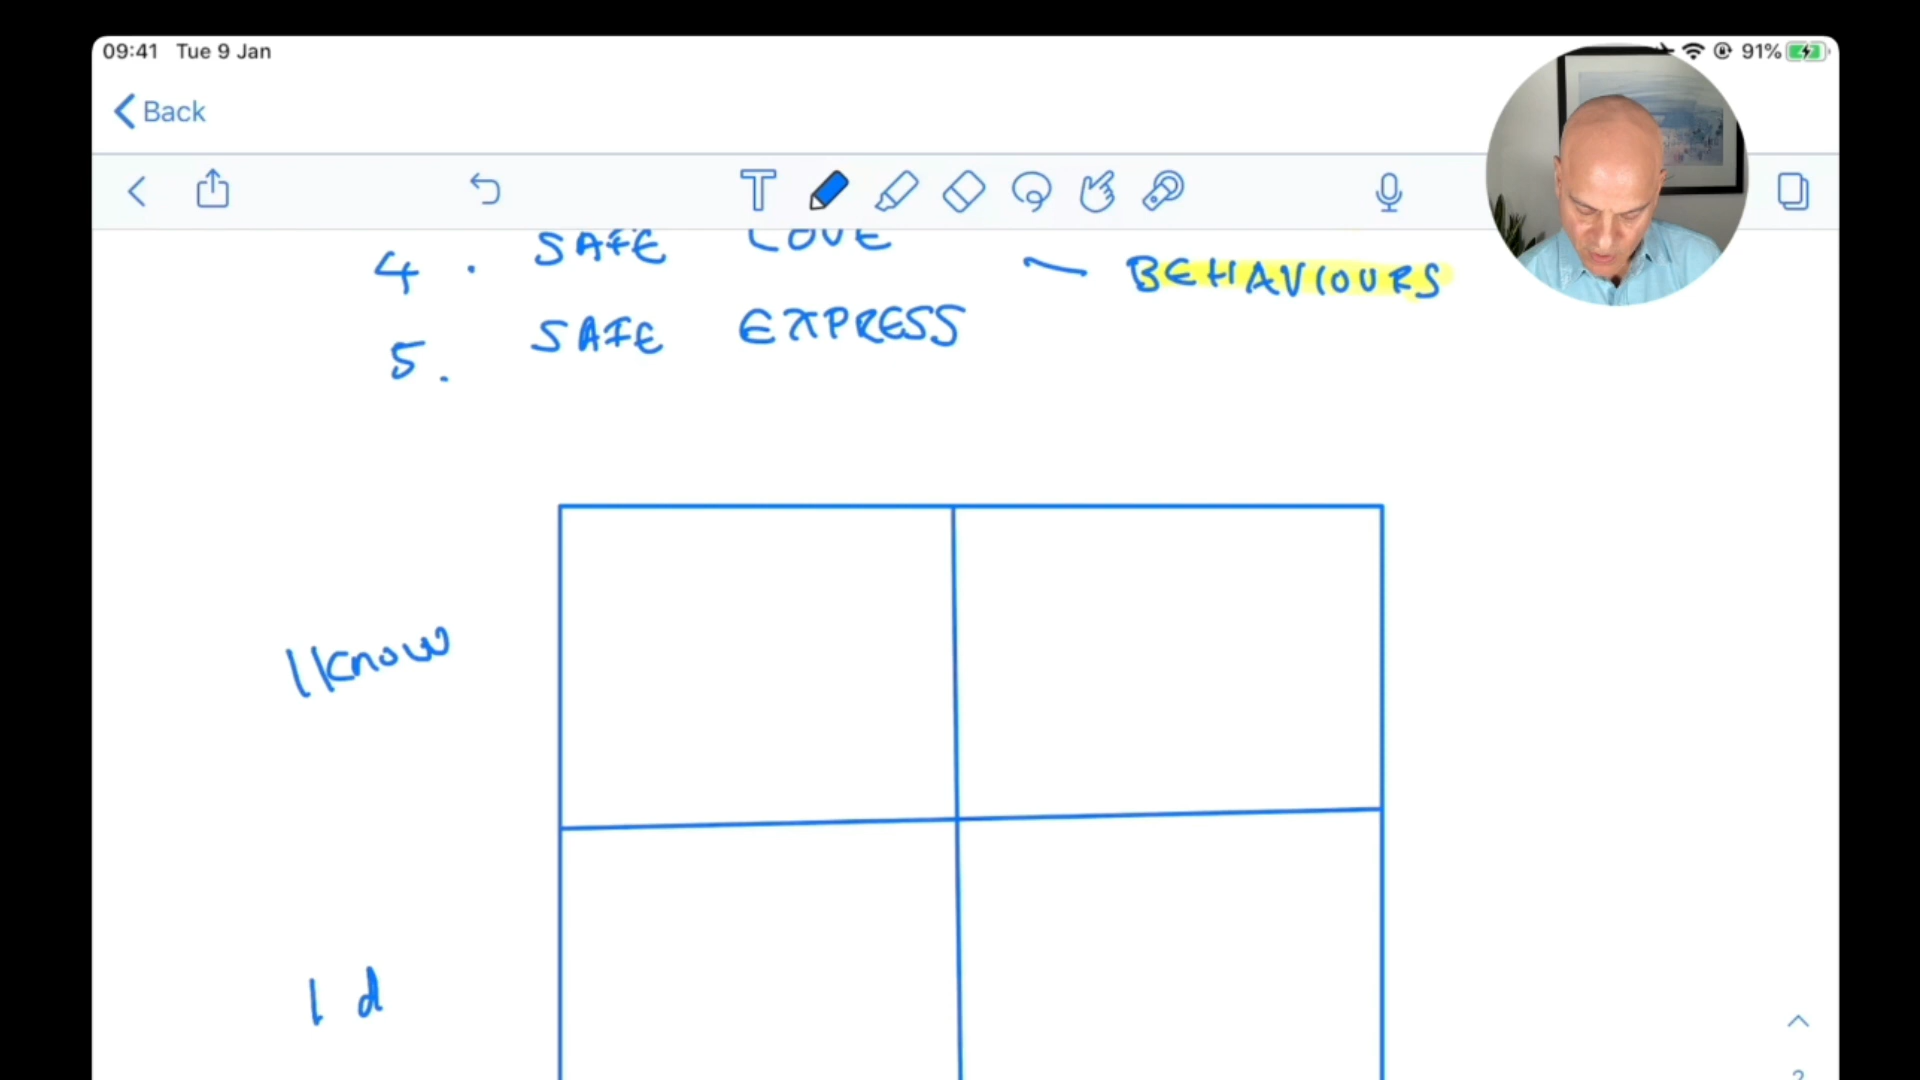 09:41 Tue 9 Jan 91%
Back
T
4. SAFE LOVE
BEHAVIOURS
5. SAFE EXPRESS
I know
I d